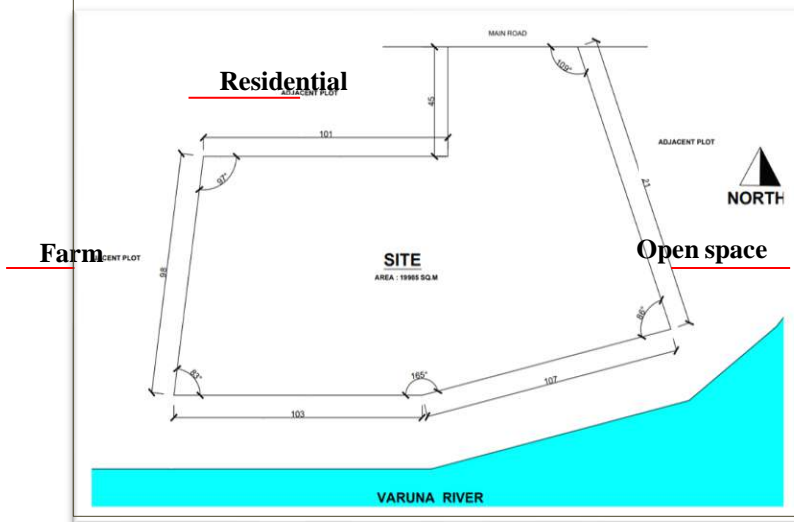 MAIN ROAD
109°
Residential
ADJACENT PLOT
45
101
ADJACENT PLOT
97°
21
NORTH
Farm
CENT PLOT
Open space
SITE
AREA : 19985 SQ.M
98
86°
83°
165°
107
103
VARUNA RIVER